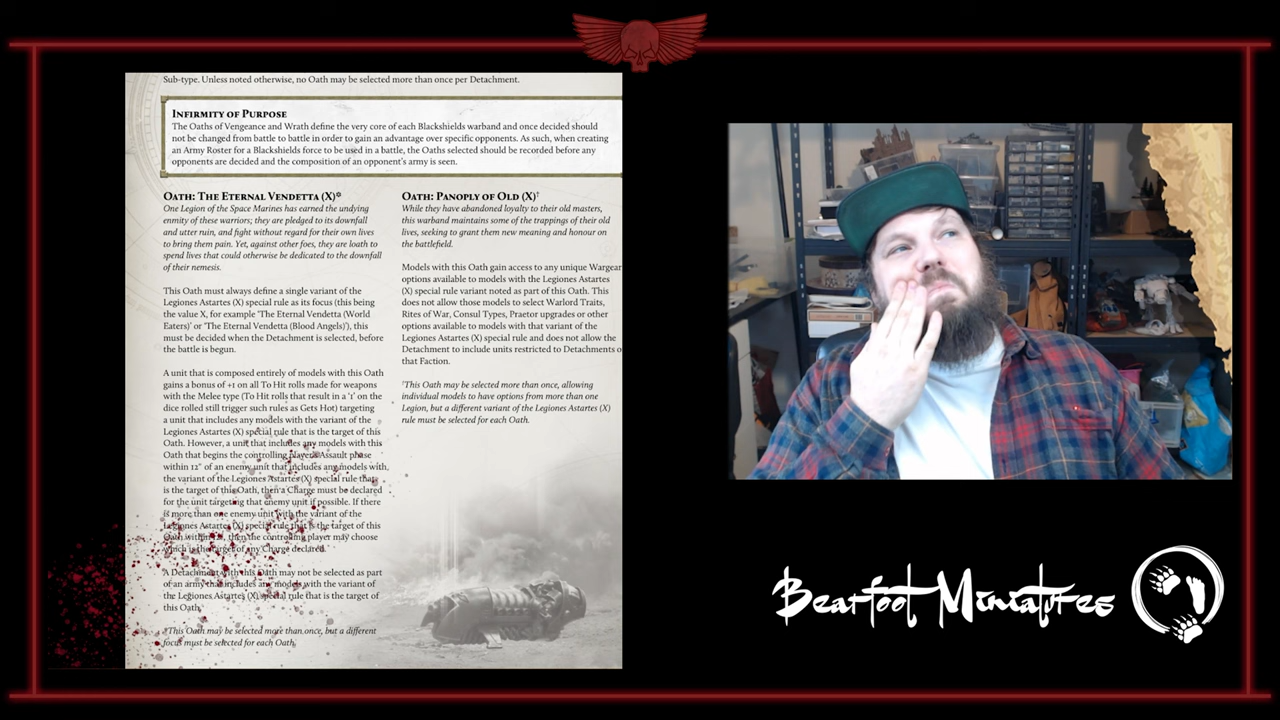 Sub-type. Unless noted otherwise, no Oath may be selected more than once per Detachment.
Infirmity of Purpose
The Oaths of Vengeance and Wrath define the very core of each Blackshields warband and once decided should
not be changed from battle to battle in order to gain an advantage over specific opponents. As such, when creating
an Army Roster for a Blackshields force to be used in a battle, the Oaths selected should be recorded before any
opponents are decided and the composition of an opponent's army is seen.
Oath: The Eternal Vendetta (X)*
One Legion of the Space Marines has earned the undying
enmity of these warriors; they are pledged to its downfall
and utter ruin, and fight without regard for their own lives
to bring them pain. Yet, against other foes, they are loath to
spend lives that could otherwise be dedicated to the downfall
of their nemesis.
This Oath must always define a single variant of the
Legiones Astartes (X) special rule as its focus (this being
the value X, for example 'The Eternal Vendetta (World
Eaters)' or 'The Eternal Vendetta (Blood Angels)'), this
must be decided when the Detachment is selected, before
the battle is begun.
A unit that is composed entirely of models with this Oath
gains a bonus of +1 on all To Hit rolls made for weapons
with the Melee type (To Hit rolls that result in a '1' on the
dice rolled still trigger such rules as Gets Hot) targeting
a unit that includes any models with the variant of the
Legiones Astartes (X) special rule that is the target of this
Oath. However, a unit that includes any models with this
Oath that begins the controlling player's Assault phase
within 12" of an enemy unit that includes any models with,
the variant of the Legiones Astartes (X) special rule that
is the target of this Oath, then a Charge must be declared
for the unit targeting that enemy unit if possible. If there
is more than one enemy unit with the variant of the
Legiones Astartes (X) special rule that is the target of this
Oath within 12", then the controlling player may choose
which is the target of any Charge declared.
A Detachment with this Oath may not be selected as part
of an army that includes any models with the variant of
the Legiones Astartes (X) special rule that is the target of
this Oath.
*This Oath may be selected more than once, but a different
focus must be selected for each Oath.
Oath: Panoply of Old (X)†
While they have abandoned loyalty to their old masters,
this warband maintains some of the trappings of their old
lives, seeking to grant them new meaning and honour on
the battlefield.
Models with this Oath gain access to any unique Wargear
options available to models with the Legiones Astartes
(X) special rule variant noted as part of this Oath. This
does not allow those models to select Warlord Traits,
Rites of War, Consul Types, Praetor upgrades or other
options available to models with that variant of the
Legiones Astartes (X) special rule and does not allow the
Detachment to include units restricted to Detachments o
that Faction.
†This Oath may be selected more than once, allowing
individual models to have options from more than one
Legion, but a different variant of the Legiones Astartes (X)
rule must be selected for each Oath.
Bearfoot Miniatures